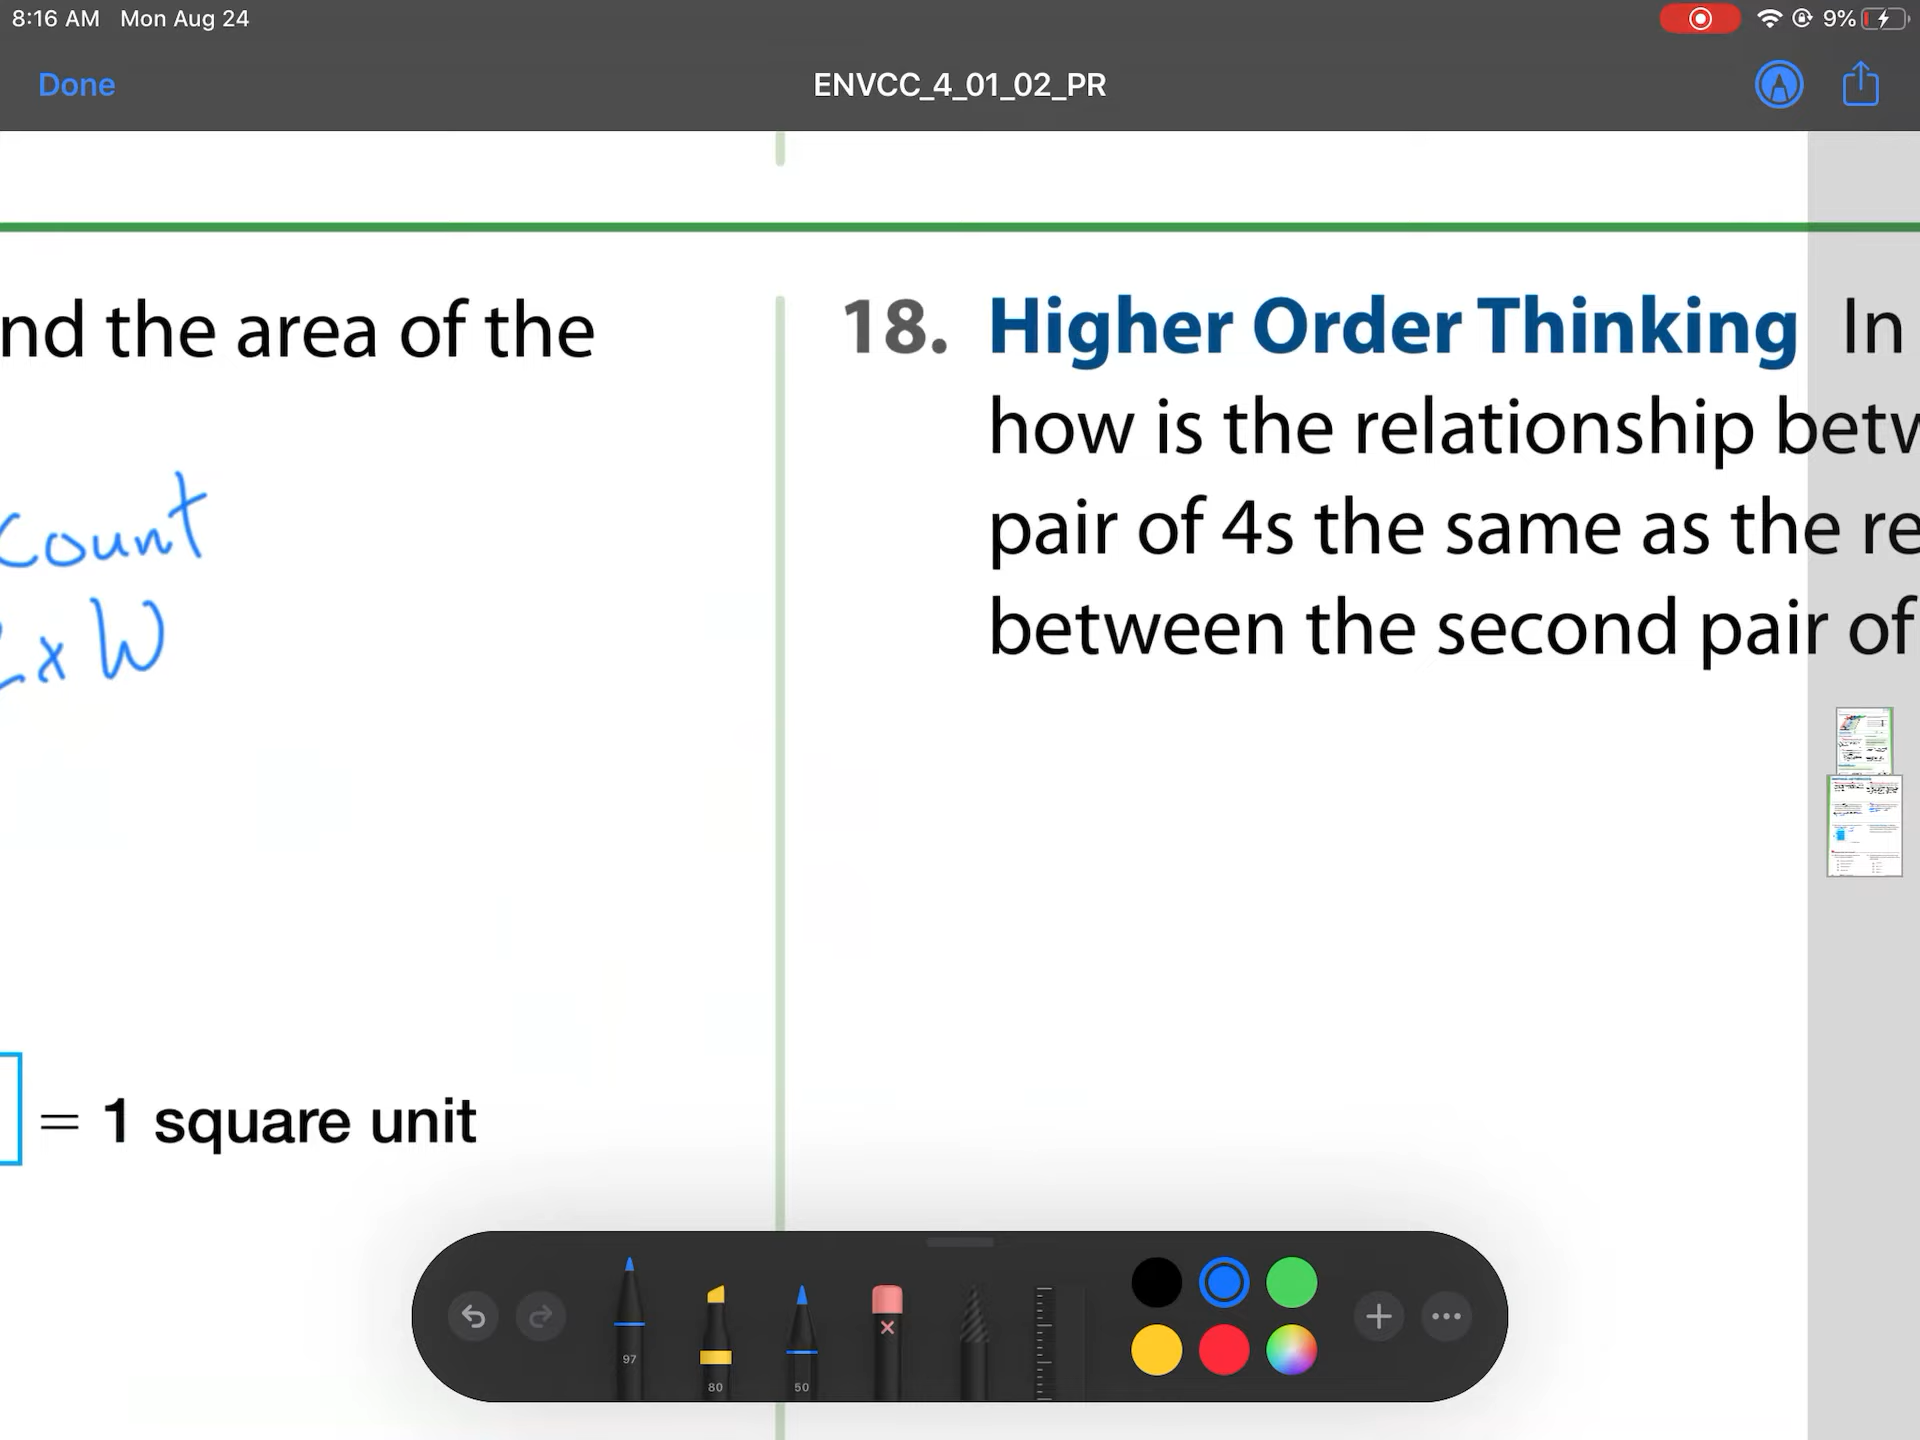 8:16 AM Mon Aug 24
9%
Done
ENVCC_4_01_02_PR
nd the area of the
count
x W
= 1 square unit
18. Higher Order Thinking In
how is the relationship betw
pair of 4s the same as the re
between the second pair of
97
80
50